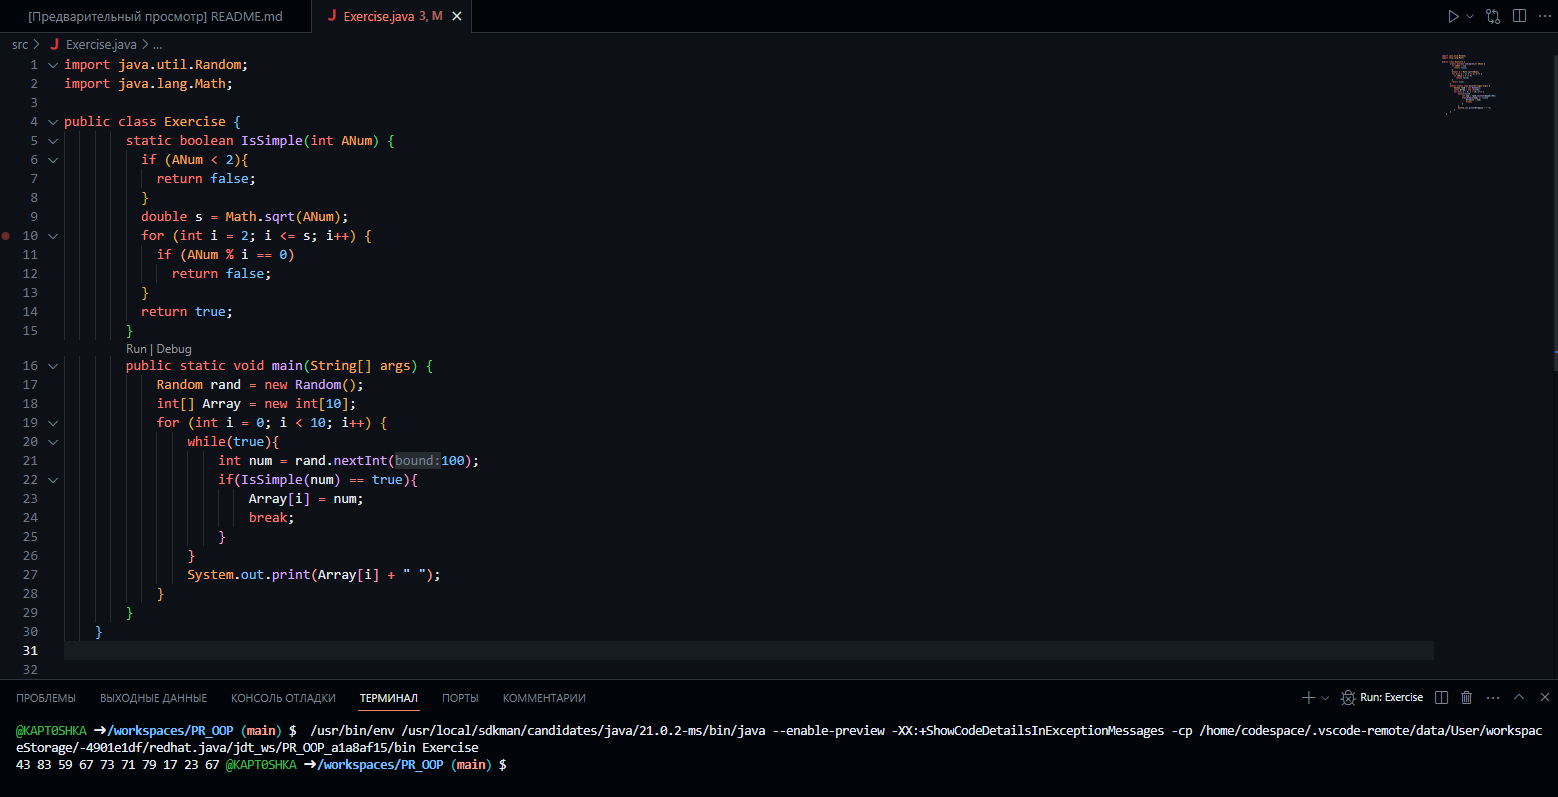 [Предварительный просмотр] README.md
J Exercise.java 3, M
src > J Exercise.java > ...
1 import java.util.Random;
2 import java.lang.Math;
3
4 public class Exercise {
5 static boolean IsSimple(int ANum) {
6 if (ANum < 2){
7 return false;
8 }
9 double s = Math.sqrt(ANum);
10 for (int i = 2; i <= s; i++) {
11 if (ANum % i == 0)
12 return false;
13 }
14 return true;
15 }
Run | Debug
16 public static void main(String[] args) {
17 Random rand = new Random();
18 int[] Array = new int[10];
19 for (int i = 0; i < 10; i++) {
20 while(true){
21 int num = rand.nextInt(bound:100);
22 if(IsSimple(num) == true){
23 Array[i] = num;
24 break;
25 }
26 }
27 System.out.print(Array[i] + " ");
28 }
29 }
30 }
31
32
ПРОБЛЕМЫ ВЫХОДНЫЕ ДАННЫЕ КОНСОЛЬ ОТЛАДКИ ТЕРМИНАЛ ПОРТЫ КОММЕНТАРИИ Run: Exercise
@KAPT0SHKA ➜/workspaces/PR_OOP (main) $ /usr/bin/env /usr/local/sdkman/candidates/java/21.0.2-ms/bin/java --enable-preview -XX:+ShowCodeDetailsInExceptionMessages -cp /home/codespace/.vscode-remote/data/User/workspac
eStorage/-4901e1df/redhat.java/jdt_ws/PR_OOP_a1a8af15/bin Exercise
43 83 59 67 73 71 79 17 23 67 @KAPT0SHKA ➜/workspaces/PR_OOP (main) $